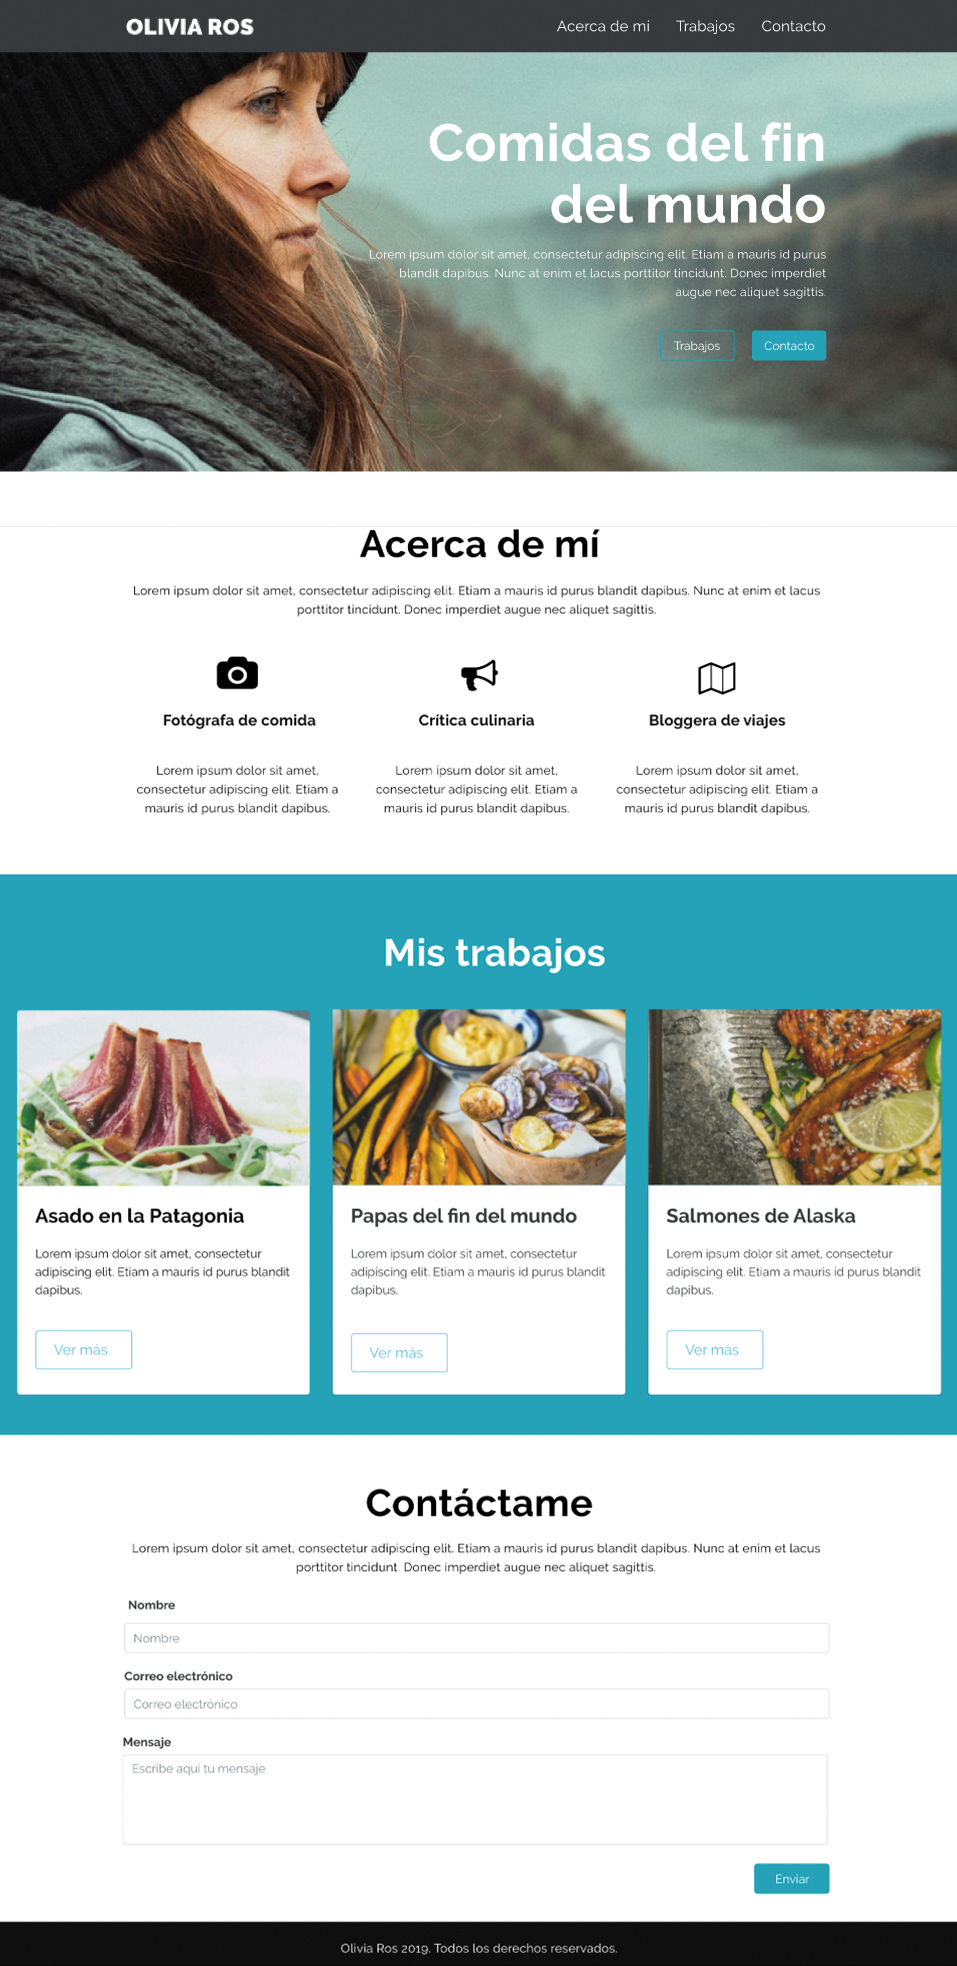 OLIVIA ROS
Acerca de mi Trabajos Contacto
Comidas del fin
del mundo
Lorem ipsum dolor sit amet, consectetur adipiscing elit. Etiam a mauris id purus
blandit dapibus. Nunc at enim et lacus porttitor tincidunt. Donec imperdiet
augue nec aliquet sagittis.
Trabajos Contacto
Acerca de mí
Lorem ipsum dolor sit amet, consectetur adipiscing elit. Etiam a mauris id purus blandit dapibus. Nunc at enim et lacus
porttitor tincidunt. Donec imperdiet augue nec aliquet sagittis.
Fotógrafa de comida
Lorem ipsum dolor sit amet,
consectetur adipiscing elit. Etiam a
mauris id purus blandit dapibus.
Crítica culinaria
Lorem ipsum dolor sit amet,
consectetur adipiscing elit. Etiam a
mauris id purus blandit dapibus.
Bloggera de viajes
Lorem ipsum dolor sit amet,
consectetur adipiscing elit. Etiam a
mauris id purus blandit dapibus.
Mis trabajos
Asado en la Patagonia
Lorem ipsum dolor sit amet, consectetur
adipiscing elit. Etiam a mauris id purus blandit
dapibus.
Ver más
Papas del fin del mundo
Lorem ipsum dolor sit amet, consectetur
adipiscing elit. Etiam a mauris id purus blandit
dapibus.
Ver más
Salmones de Alaska
Lorem ipsum dolor sit amet, consectetur
adipiscing elit. Etiam a mauris id purus blandit
dapibus.
Ver más
Contáctame
Lorem ipsum dolor sit amet, consectetur adipiscing elit. Etiam a mauris id purus blandit dapibus. Nunc at enim et lacus
porttitor tincidunt. Donec imperdiet augue nec aliquet sagittis.
Nombre
Nombre
Correo electrónico
Correo electrónico
Mensaje
Escribe aquí tu mensaje
Enviar
Olivia Ros 2019. Todos los derechos reservados.